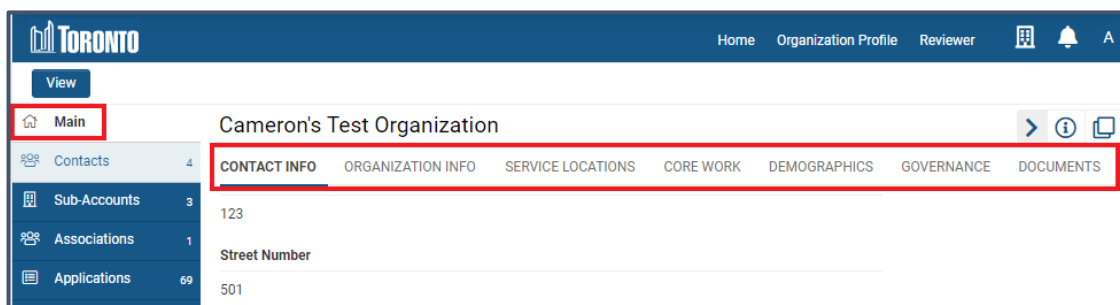 TORONTO
Home Organization Profile Reviewer A
View
Main
Cameron's Test Organization
Contacts 4
CONTACT INFO ORGANIZATION INFO SERVICE LOCATIONS CORE WORK DEMOGRAPHICS GOVERNANCE DOCUMENTS
Sub-Accounts 3
123
Associations 1
Street Number
Applications 69
501